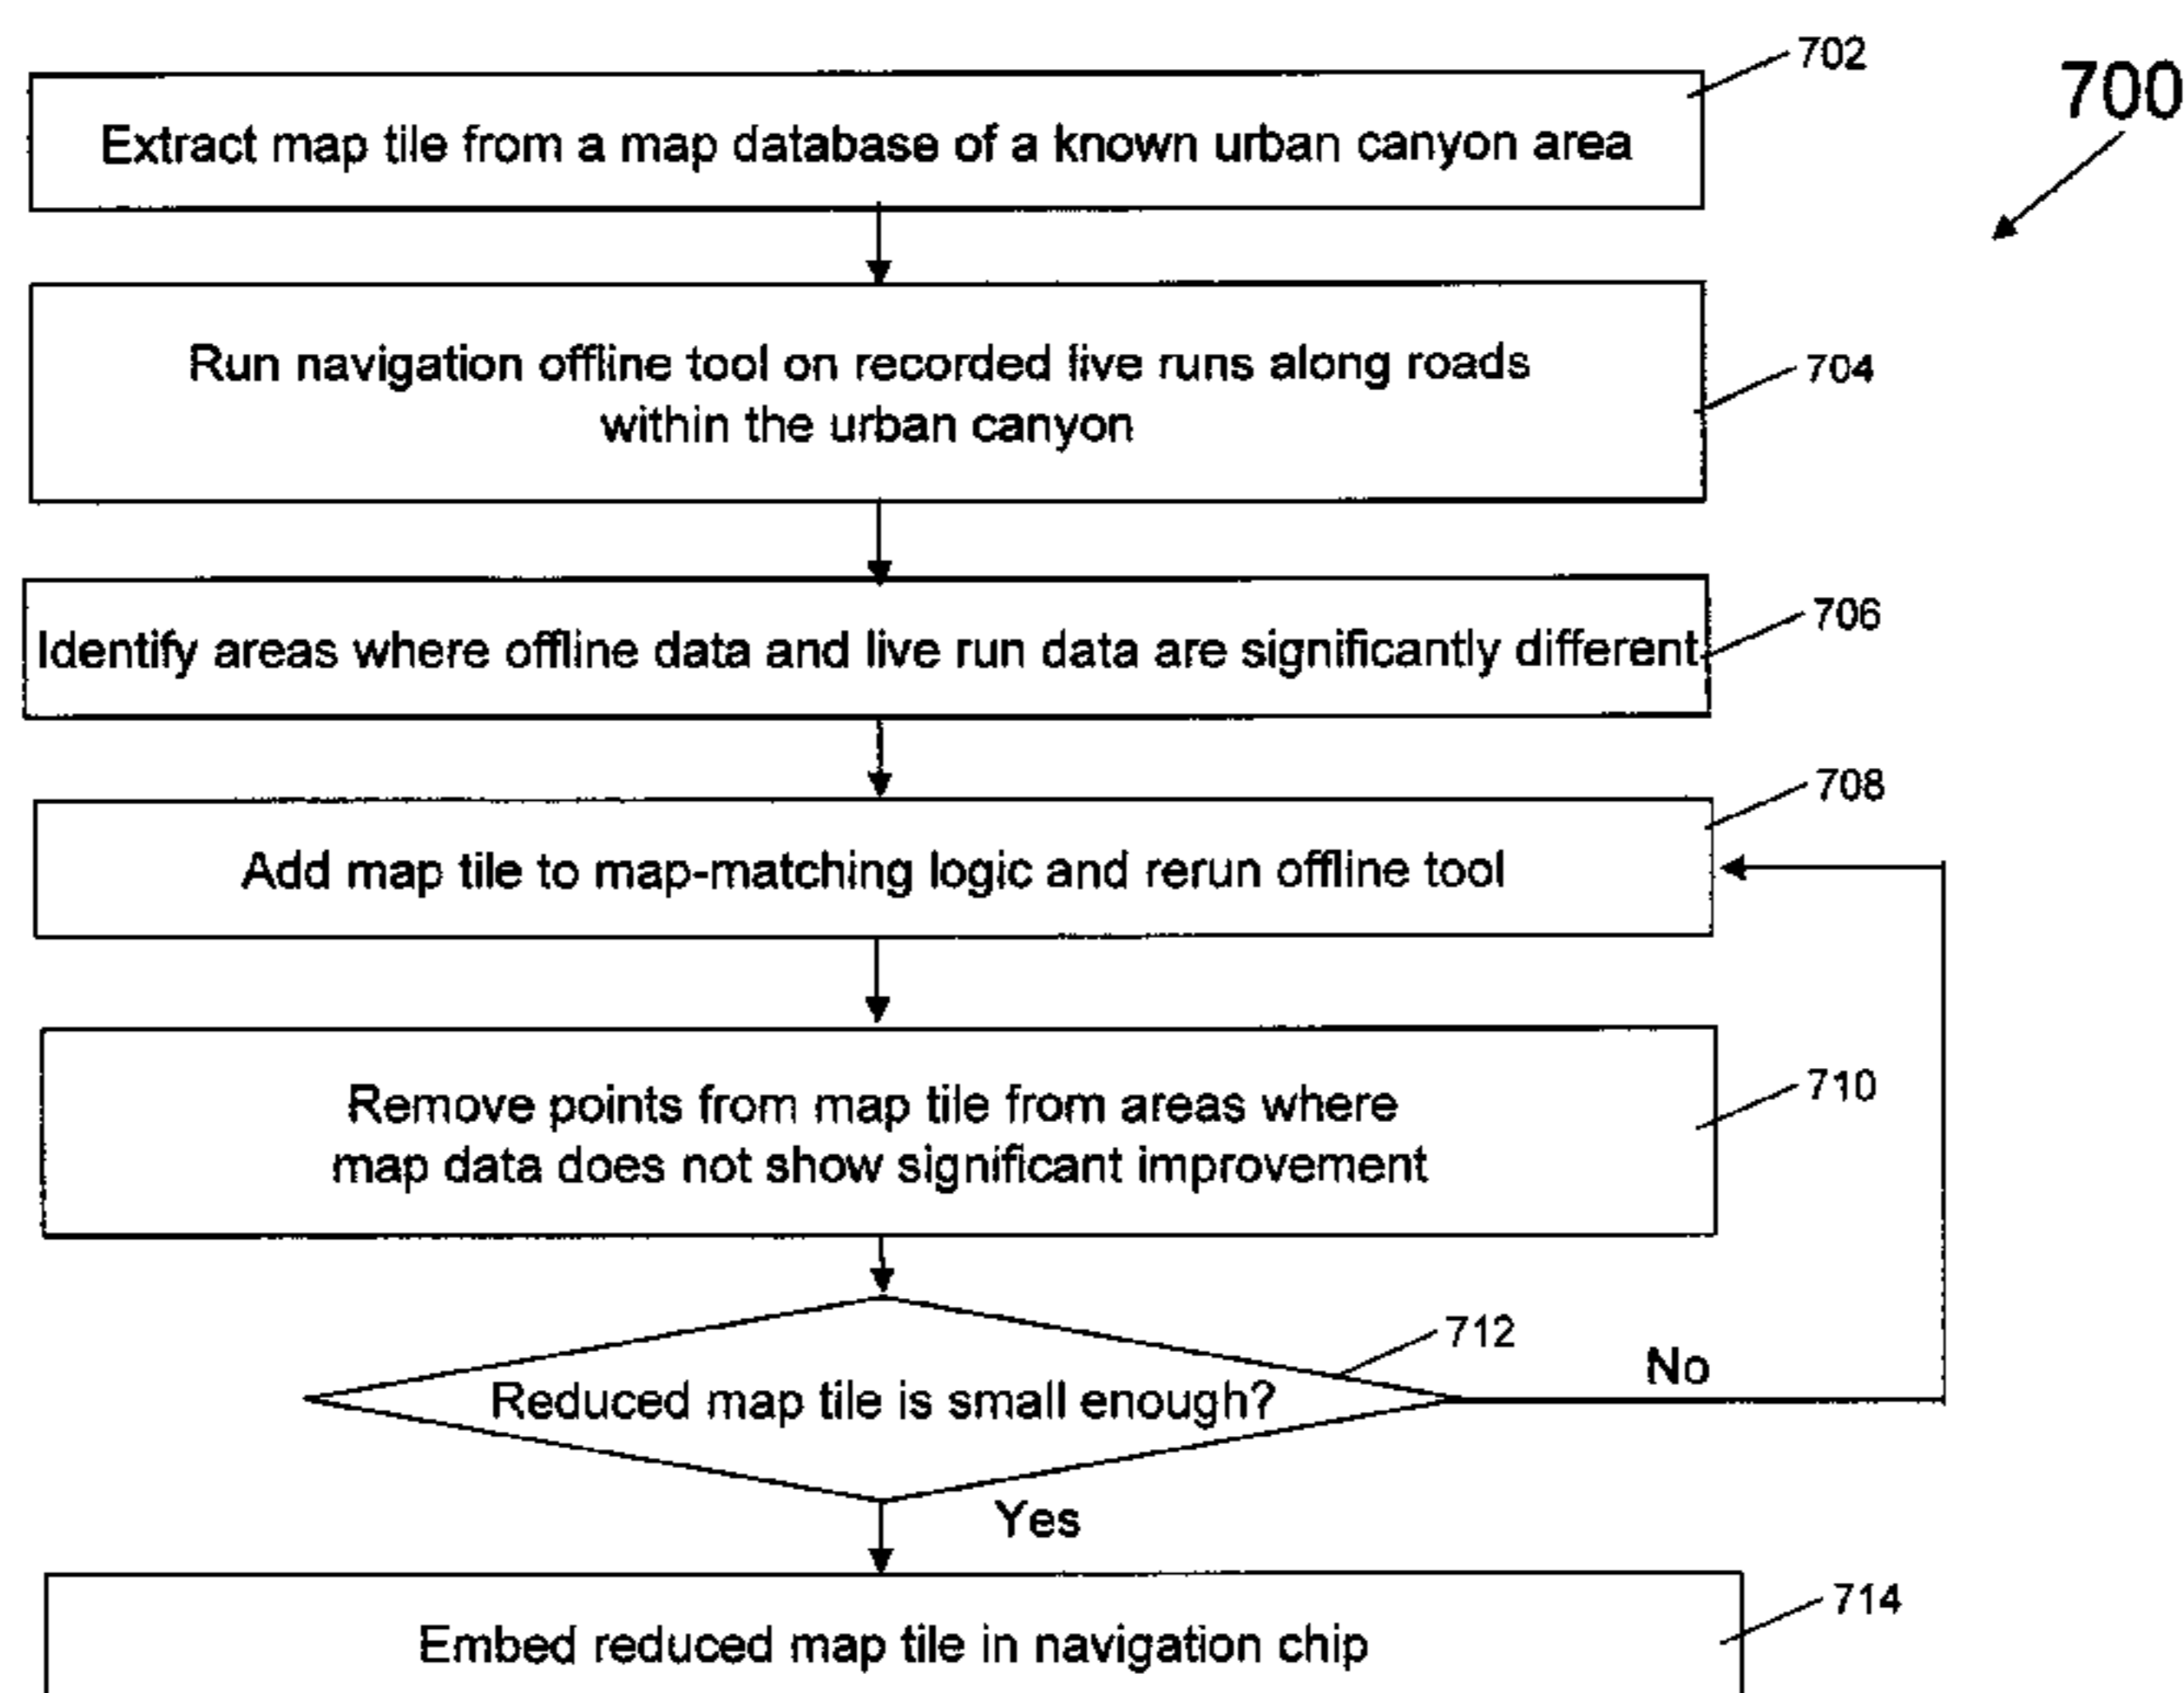 702
700
Extract map tile from a map database of a known urban canyon area
Run navigation offline tool on recorded live runs along roads
within the urban canyon
704
706
Identify areas where offline data and live run data are significantly different
708
Add map tile to map-matching logic and rerun offline tool
710
Remove points from map tile from areas where
map data does not show significant improvement
712
No
Reduced map tile is small enough?
Yes
714
Embed reduced map tile in navigation chip